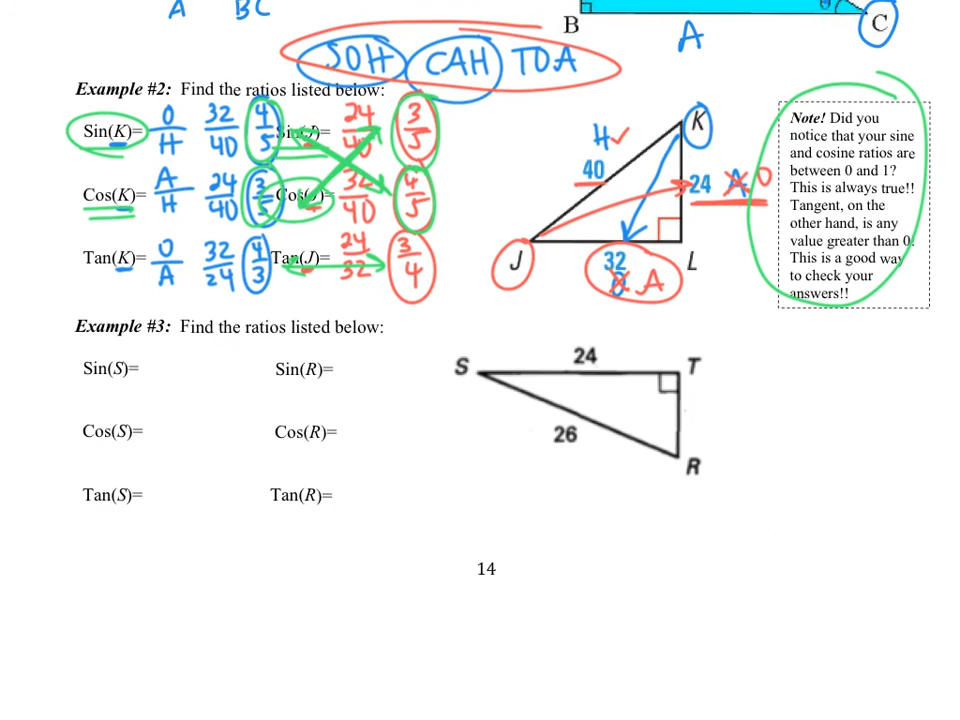 A BC
B A C
SOH CAH TOA
Example #2: Find the ratios listed below:
Sin(K)= O/H 32/40 4/5 Sin(J)= 24/40 3/5
Cos(K)= A/H 24/40 3/5 Cos(J)= 32/40 4/5
Tan(K)= O/A 32/24 4/3 Tan(J)= 24/32 3/4
K
H
40
24 A O
J
32
L
A
Note! Did you
notice that your sine
and cosine ratios are
between 0 and 1?
This is always true!!
Tangent, on the
other hand, is any
value greater than 0.
This is a good way
to check your
answers!!
Example #3: Find the ratios listed below:
Sin(S)= Sin(R)=
Cos(S)= Cos(R)=
Tan(S)= Tan(R)=
S 24 T
26
R
14